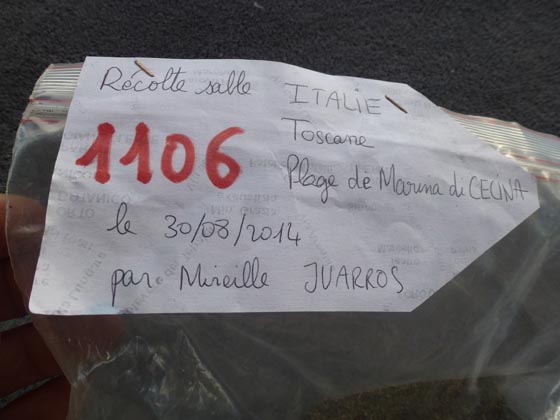 Récolte sable
ITALIE
1106
Toscane
Plage de Marina di CECINA
le 30/08/2014
par Mireille JUARROS